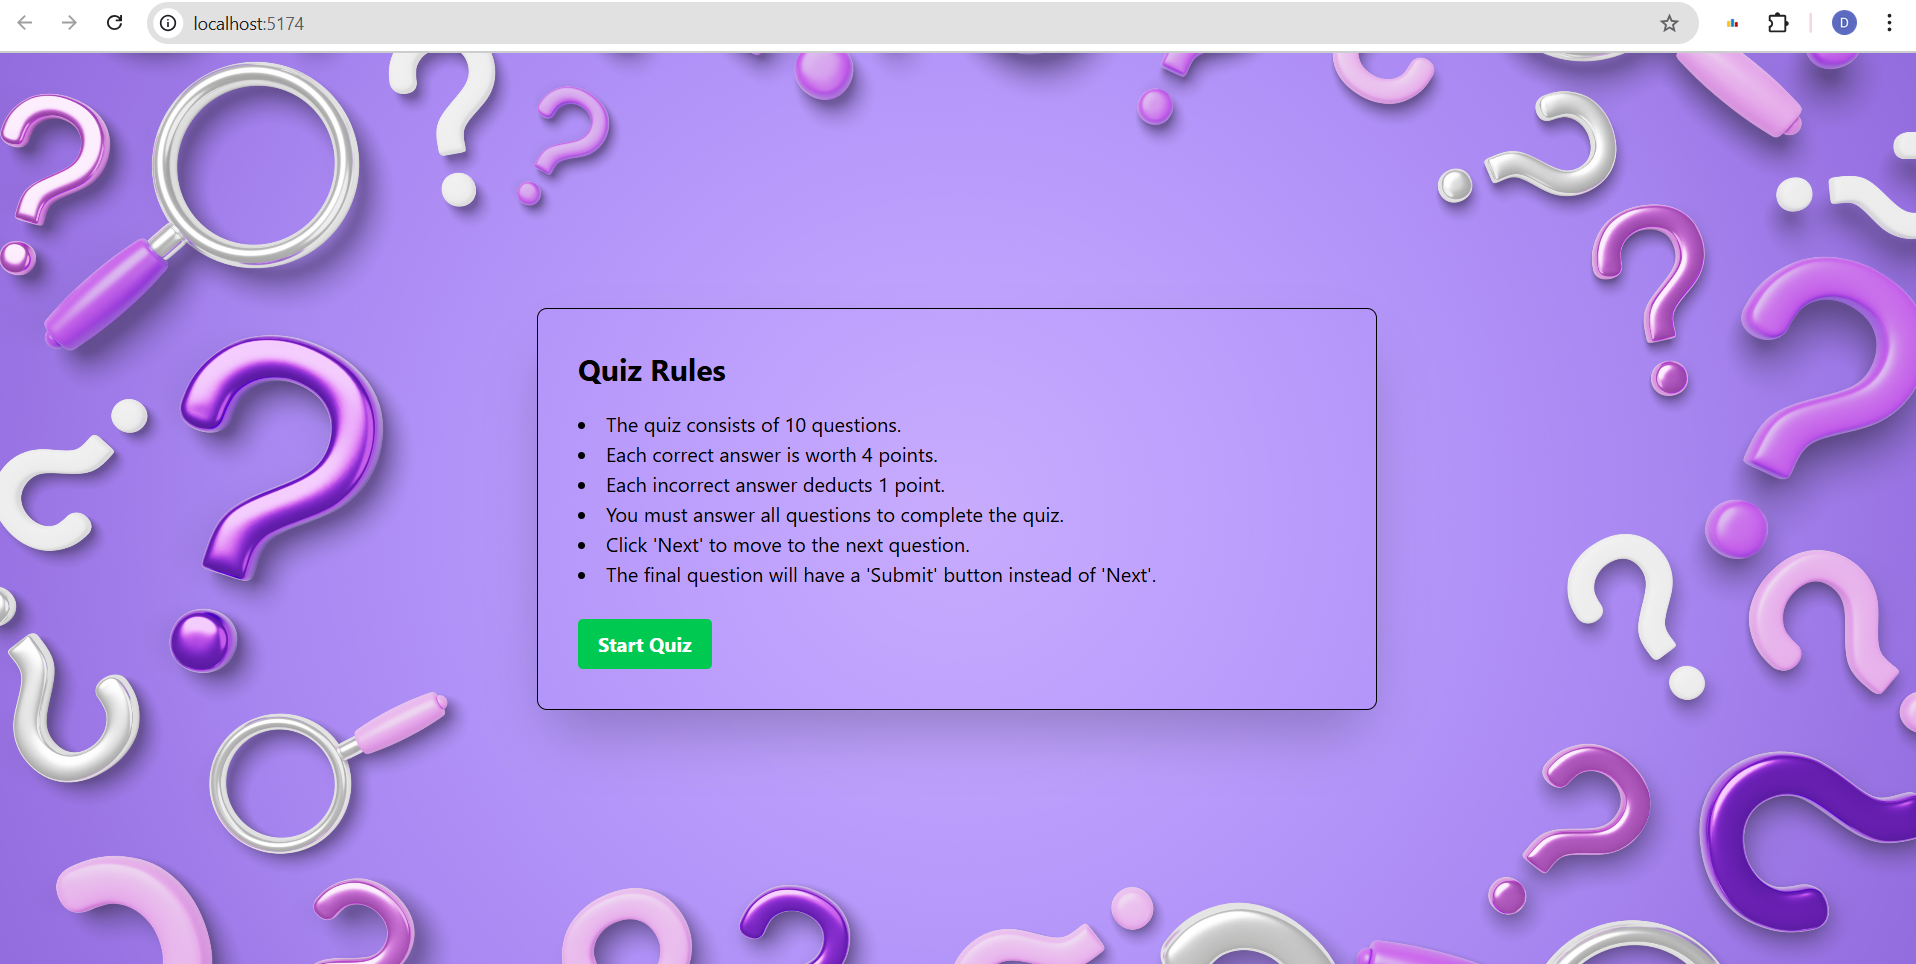 localhost:5174
D
Quiz Rules
• The quiz consists of 10 questions.
• Each correct answer is worth 4 points.
• Each incorrect answer deducts 1 point.
• You must answer all questions to complete the quiz.
• Click 'Next' to move to the next question.
• The final question will have a 'Submit' button instead of 'Next'.
Start Quiz